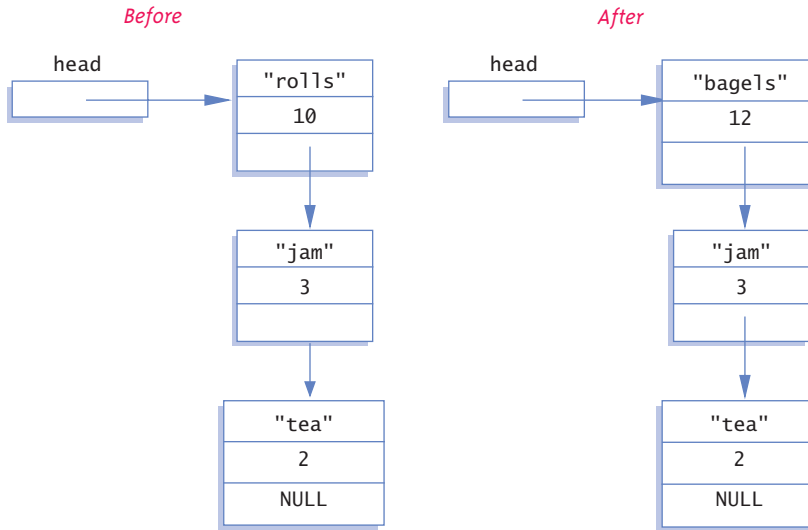 Before
head
"rolls"
10
"jam"
3
"tea"
2
NULL
After
head
"bagels"
12
"jam"
3
"tea"
2
NULL